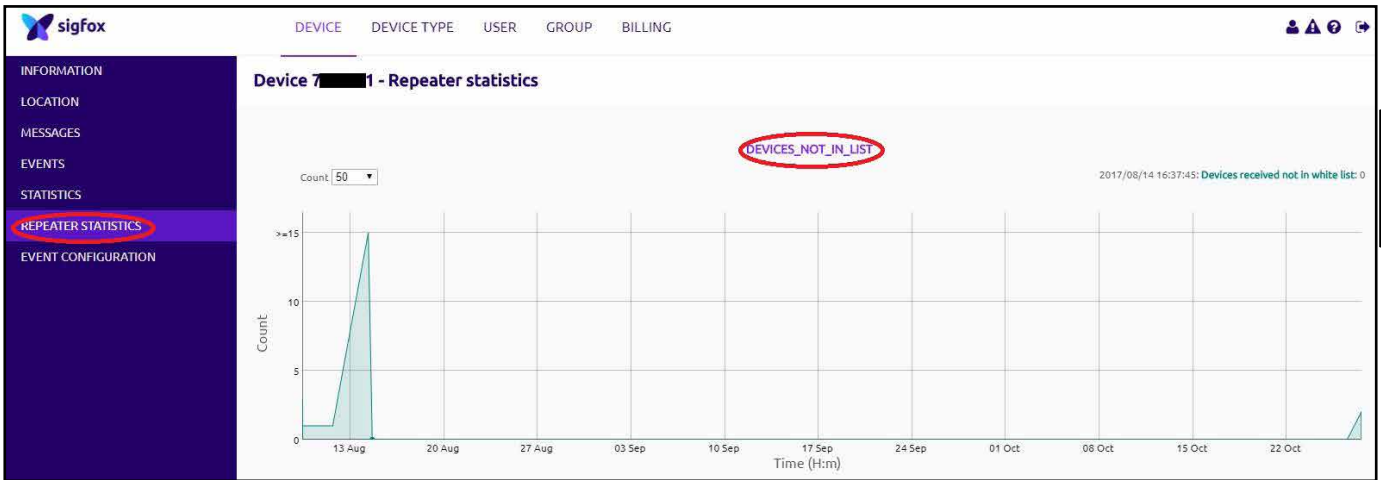 sigfox
DEVICE DEVICE TYPE USER GROUP BILLING
INFORMATION
LOCATION
MESSAGES
EVENTS
STATISTICS
REPEATER STATISTICS
EVENT CONFIGURATION
Device 7 1 - Repeater statistics
DEVICES_NOT_IN_LIST
Count 50
2017/08/14 16:37:45: Devices received not in white list: 0
>=15
10
5
0
Count
13 Aug 20 Aug 27 Aug 03 Sep 10 Sep 17 Sep 24 Sep 01 Oct 08 Oct 15 Oct 22 Oct
Time (H:m)